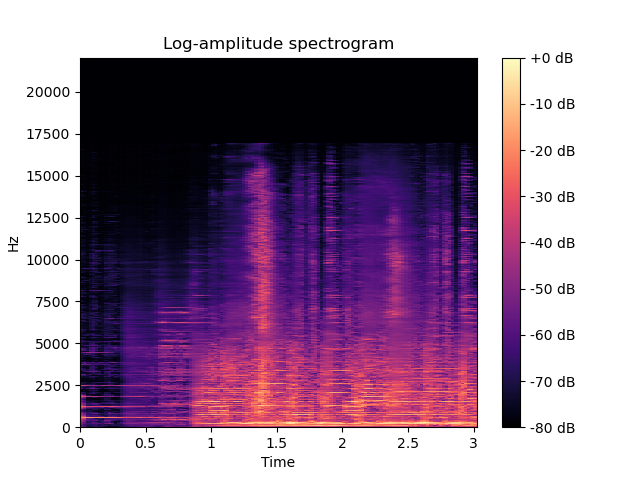 Log-amplitude spectrogram
Hz
20000
17500
15000
12500
10000
7500
5000
2500
0
0 0.5 1 1.5 2 2.5 3
Time
+0 dB
-10 dB
-20 dB
-30 dB
-40 dB
-50 dB
-60 dB
-70 dB
-80 dB